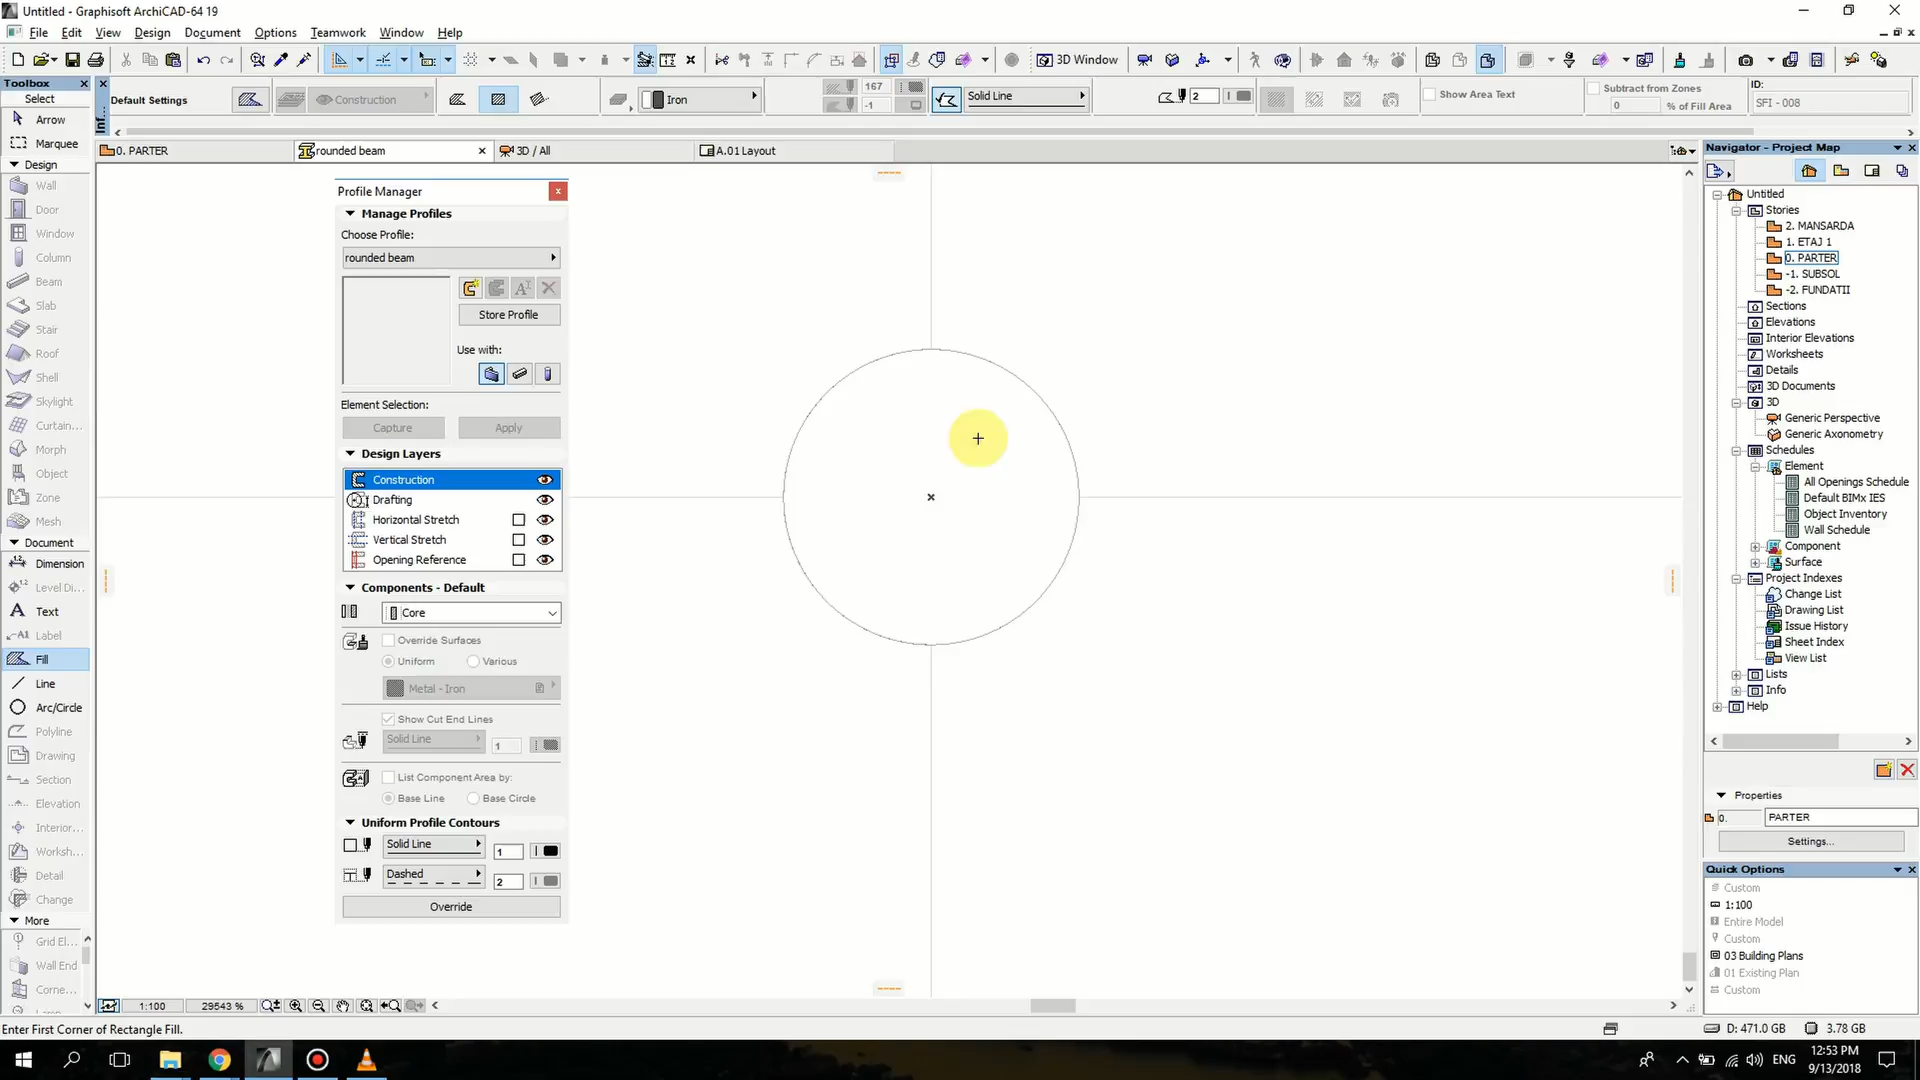 Untitled - Graphisoft ArchiCAD-64 19
File Edit View Design Document Options Teamwork Window Help
3D Window
Toolbox
Select
Arrow
Marquee
Design
Wall
Door
Window
Column
Beam
Slab
Stair
Roof
Shell
Skylight
Curtain...
Morph
Object
Zone
Mesh
Document
Dimension
Level Di...
Text
Label
Fill
Line
Arc/Circle
Polyline
Drawing
Section
Elevation
Interior...
Worksh...
Detail
Change
More
Grid El...
Wall End
Corne...
Default Settings
Construction
Iron
167
-1
Solid Line
2
Show Area Text
Subtract from Zones
0 % of Fill Area
ID:
SFI - 008
0. PARTER
rounded beam
3D / All
A.01 Layout
Profile Manager
Manage Profiles
Choose Profile:
rounded beam
Store Profile
Use with:
Element Selection:
Capture Apply
Design Layers
Construction
Drafting
Horizontal Stretch
Vertical Stretch
Opening Reference
Components - Default
Core
Override Surfaces
Uniform Various
Metal - Iron
Show Cut End Lines
Solid Line 1
List Component Area by:
Base Line Base Circle
Uniform Profile Contours
Solid Line 1
Dashed 2
Override
Navigator - Project Map
Untitled
Stories
2. MANSARDA
1. ETAJ 1
0. PARTER
-1. SUBSOL
-2. FUNDATII
Sections
Elevations
Interior Elevations
Worksheets
Details
3D Documents
3D
Generic Perspective
Generic Axonometry
Schedules
Element
All Openings Schedule
Default BIMx IES
Object Inventory
Wall Schedule
Component
Surface
Project Indexes
Change List
Drawing List
Issue History
Sheet Index
View List
Lists
Info
Help
Properties
0. PARTER
Settings...
Quick Options
Custom
1:100
Entire Model
Custom
03 Building Plans
01 Existing Plan
Custom
1:100 29543 %
Enter First Corner of Rectangle Fill.
D: 471.0 GB 3.78 GB
ENG
12:53 PM
9/13/2018